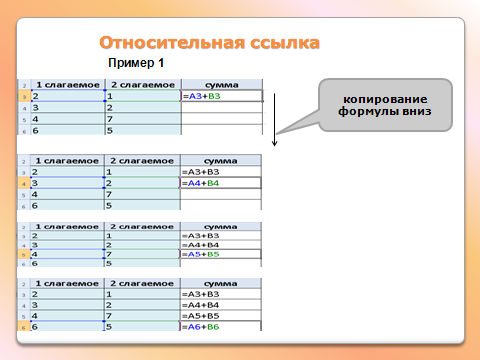 Относительная ссылка
Пример 1
2 1 слагаемое 2 слагаемое сумма
3 2 1 =A3+B3
4 3 2
5 4 7
6 6 5
копирование
формулы вниз
2 1 слагаемое 2 слагаемое сумма
3 2 1 =A3+B3
4 3 2 =A4+B4
5 4 7
6 6 5
2 1 слагаемое 2 слагаемое сумма
3 2 1 =A3+B3
4 3 2 =A4+B4
5 4 7 =A5+B5
6 6 5
2 1 слагаемое 2 слагаемое сумма
3 2 1 =A3+B3
4 3 2 =A4+B4
5 4 7 =A5+B5
6 6 5 =A6+B6